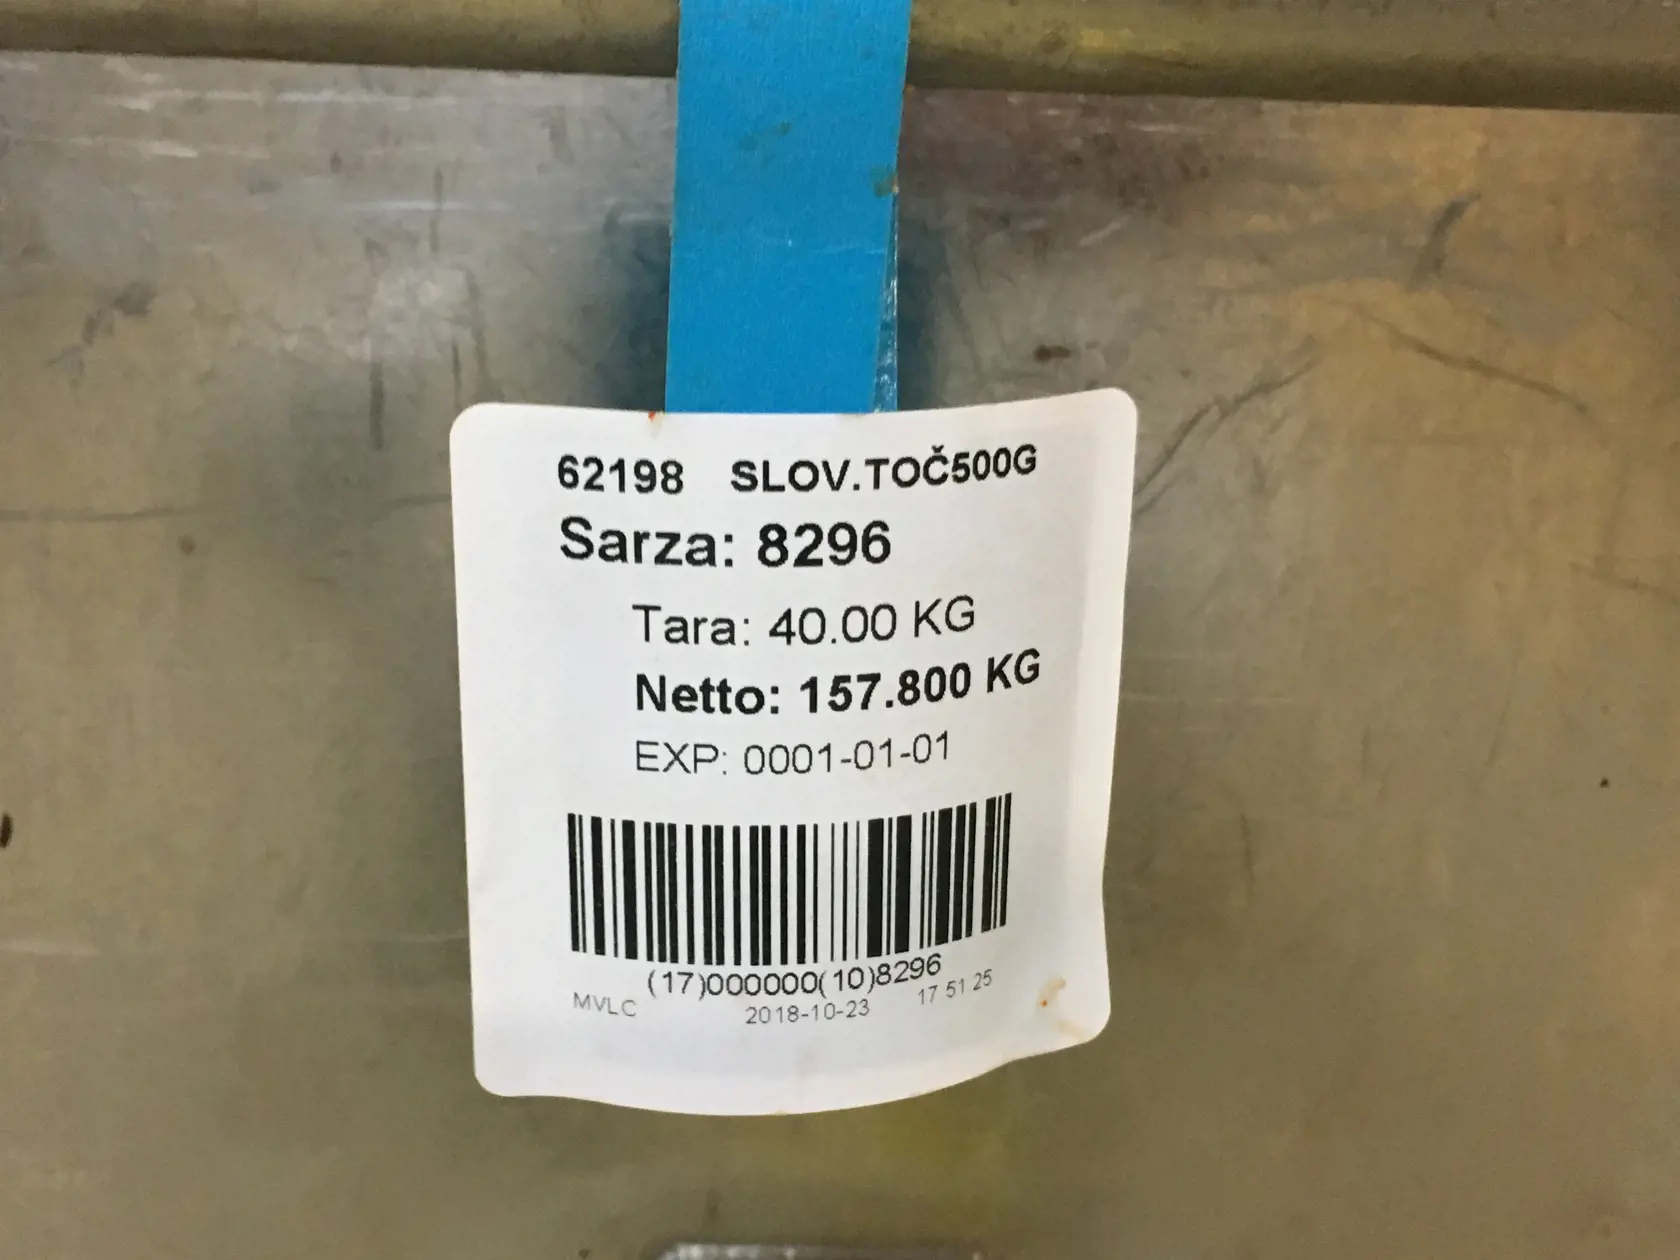 62198 SLOV.TOČ500G
Sarza: 8296
Tara: 40.00 KG
Netto: 157.800 KG
EXP: 0001-01-01
(17)000000(10)8296
MVLC 2018-10-23 17 51 25